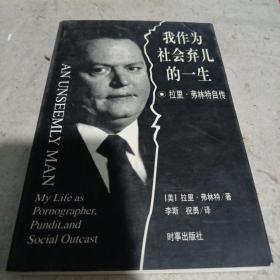 我作为
社会弃儿
的一生
拉里·弗林特自传
AN UNSEEMLY MAN
My Life as
Pornographer,
Pundit,and
Social Outcast
[美]拉里·弗林特/著
李斯 祝勇/译
时事出版社